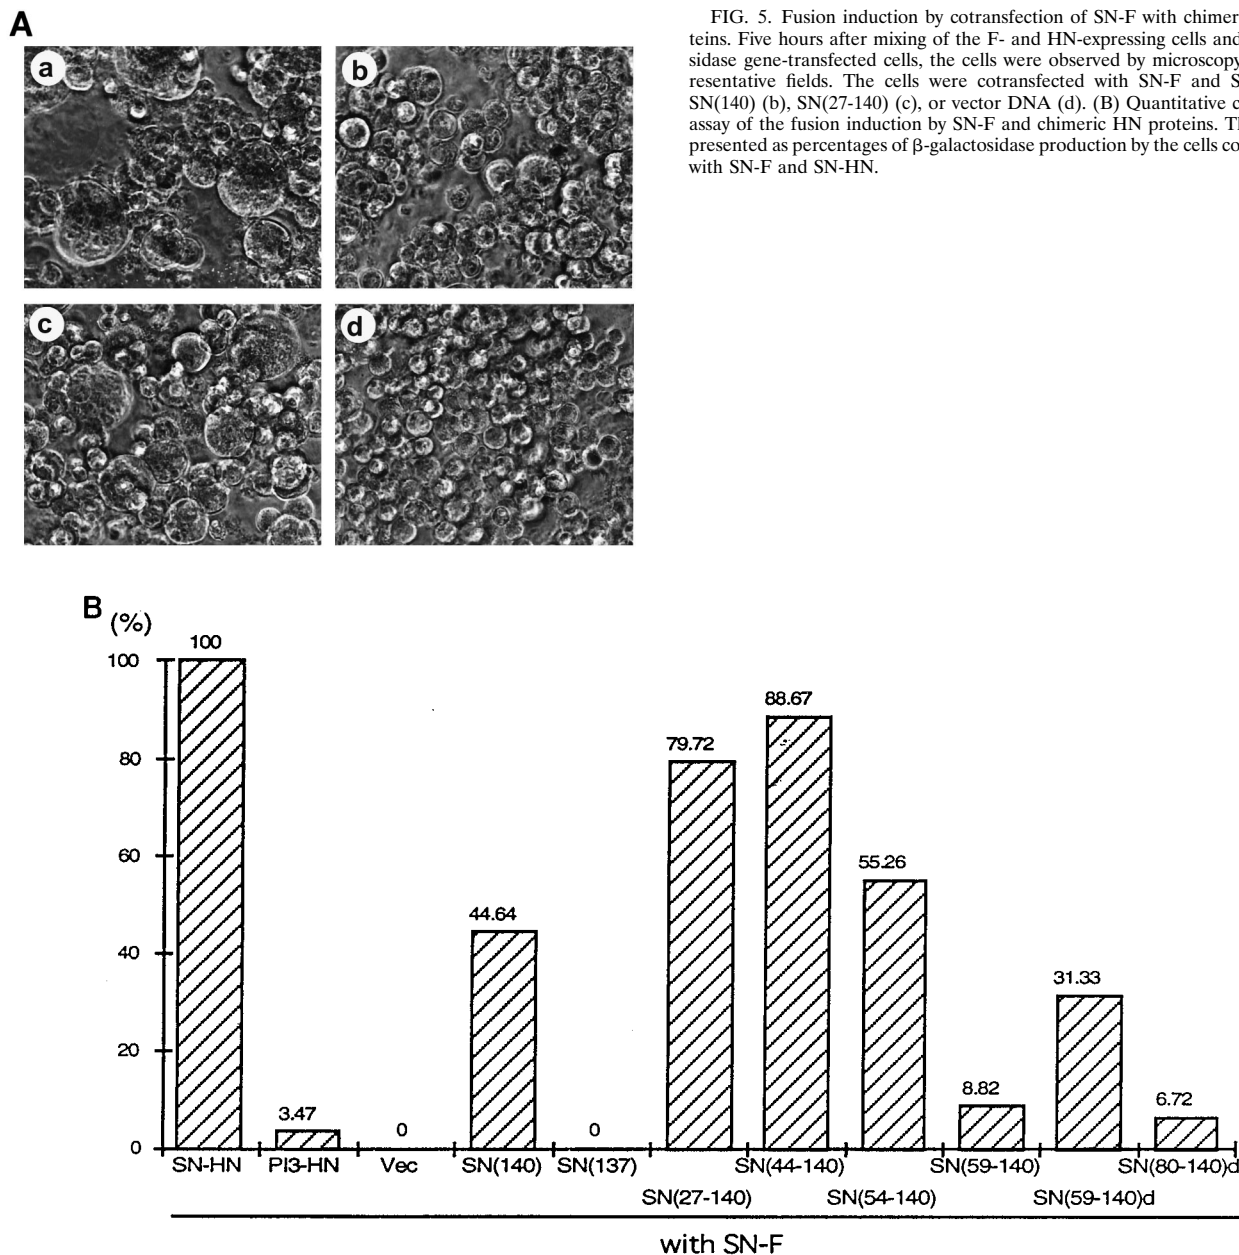 A
a
b
c
d
FIG. 5. Fusion induction by cotransfection of SN-F with chimer
teins. Five hours after mixing of the F- and HN-expressing cells and
sidase gene-transfected cells, the cells were observed by microscopy
resentative fields. The cells were cotransfected with SN-F and S
SN(140) (b), SN(27-140) (c), or vector DNA (d). (B) Quantitative c
assay of the fusion induction by SN-F and chimeric HN proteins. T
presented as percentages of β-galactosidase production by the cells co
with SN-F and SN-HN.
B
(%)
100
80
60
40
20
0
100
3.47
0
44.64
0
79.72
88.67
55.26
8.82
31.33
6.72
SN-HN PI3-HN Vec SN(140) SN(137) SN(44-140) SN(59-140) SN(80-140)d
SN(27-140) SN(54-140) SN(59-140)d
with SN-F